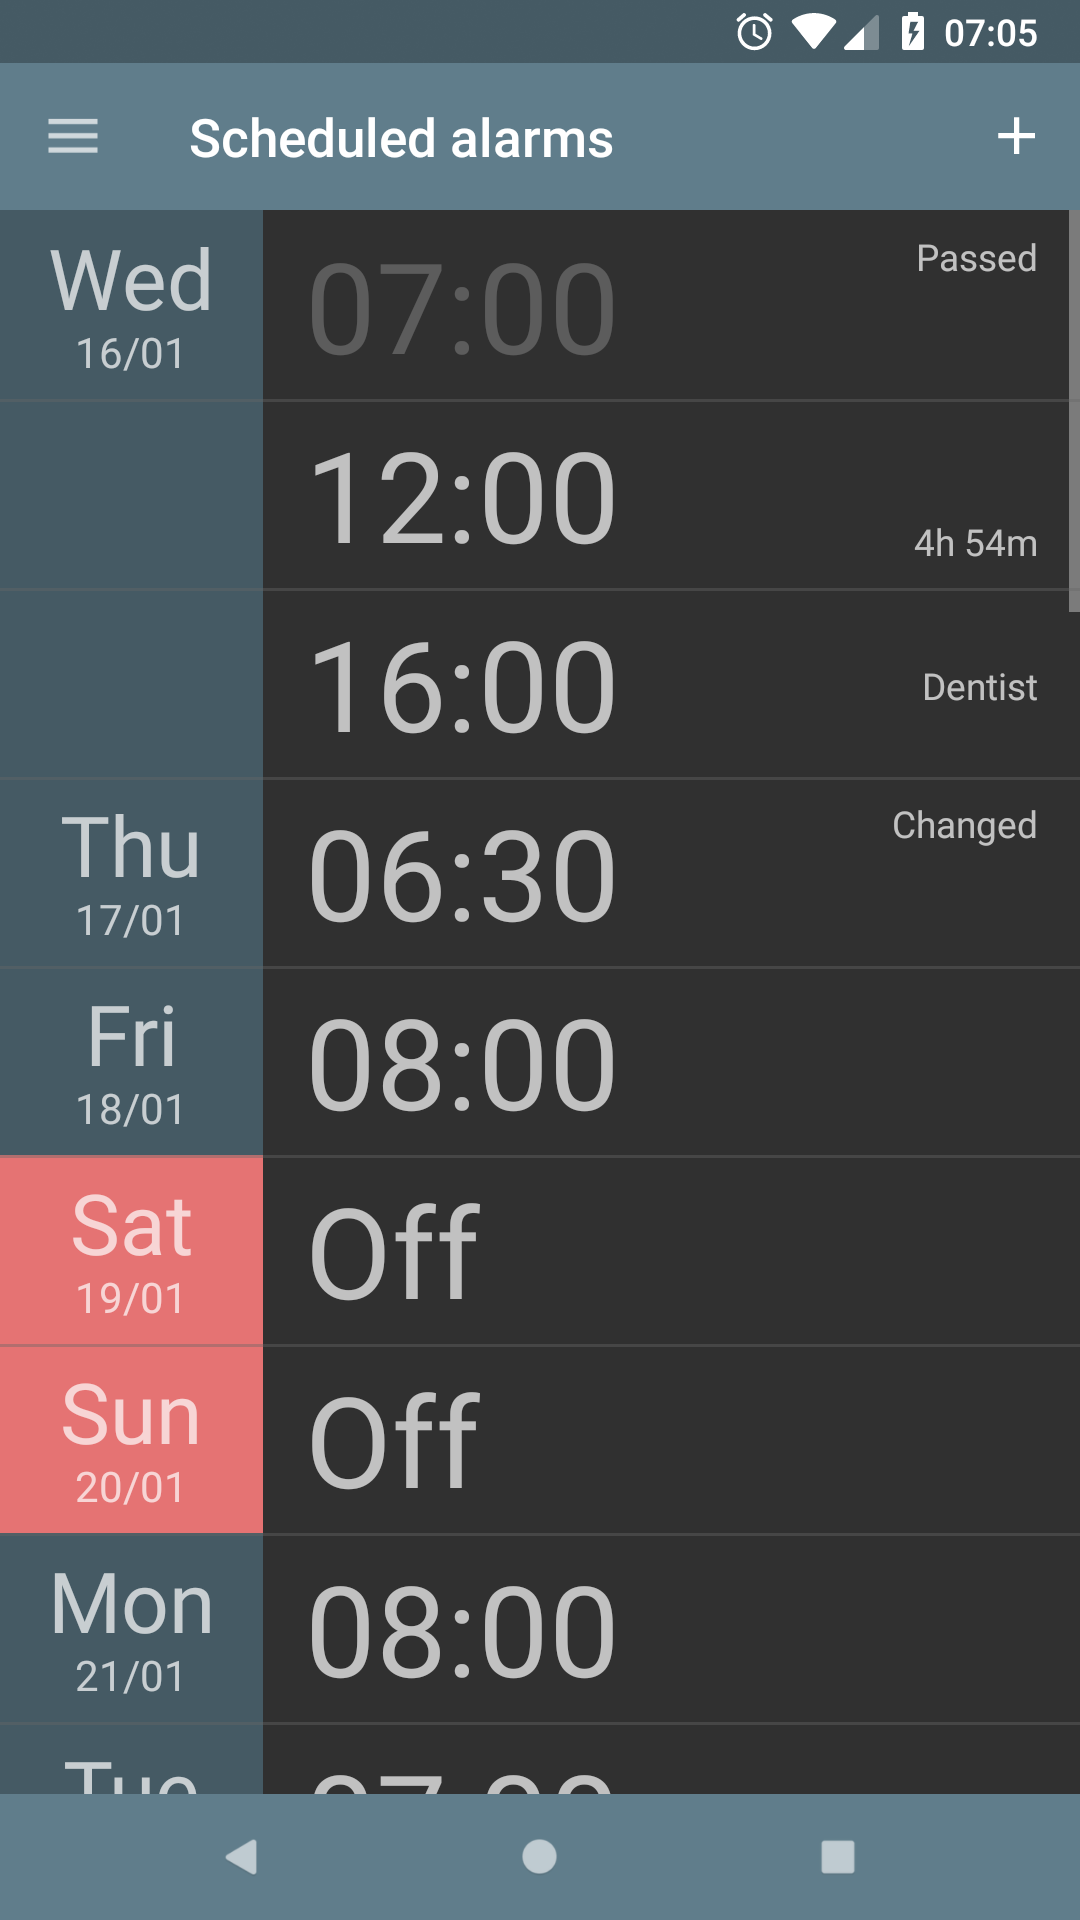 07:05
Scheduled alarms
Wed
16/01
07:00
Passed
12:00
4h 54m
16:00
Dentist
Thu
17/01
06:30
Changed
Fri
18/01
08:00
Sat
19/01
Off
Sun
20/01
Off
Mon
21/01
08:00
Tue